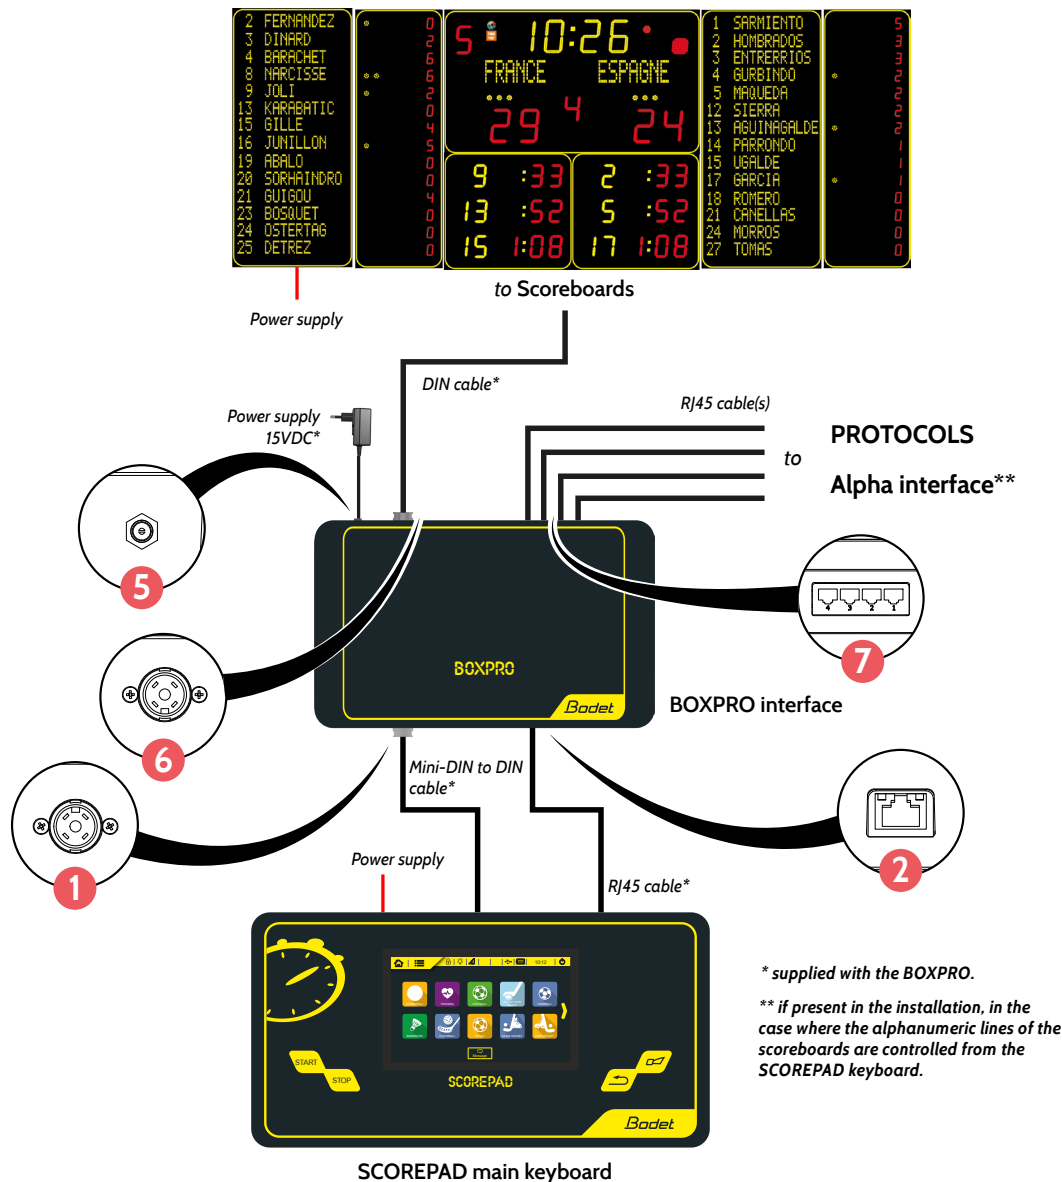 2 FERNANDEZ 0
3 DINARD 2
4 BARACHET 6
8 NARCISSE 6
9 JOLI 2
13 KARABATIC 0
15 GILLE 4
16 JUNILLON 5
19 ABALO 0
20 SORHAINDRO 0
21 GUIGOU 4
23 BOSQUET 0
24 OSTERTAG 0
25 DETREZ 0
5 10:26
FRANCE ESPAGNE
29 4 24
9 :33 2 :33
13 :52 5 :52
15 1:08 17 1:08
1 SARMIENTO 5
2 HOMBRADOS 3
3 ENTRERRIOS 3
4 GURBINDO 2
5 MAQUEDA 2
12 SIERRA 2
13 AGUINAGALDE 2
14 PARRONDO 1
15 UGALDE 1
17 GARCIA 1
18 ROMERO 0
21 CANELLAS 0
24 MORROS 0
27 TOMAS 0
to Scoreboards
Power supply
DIN cable*
Power supply
15VDC*
RJ45 cable(s)
PROTOCOLS
to
Alpha interface**
5
4 3 2 1
7
6
BOXPRO
Bodet
BOXPRO interface
Mini-DIN to DIN
cable*
1
2
Power supply
RJ45 cable*
10:12
Message
START
STOP
SCOREPAD
Bodet
* supplied with the BOXPRO.
** if present in the installation, in the
case where the alphanumeric lines of the
scoreboards are controlled from the
SCOREPAD keyboard.
SCOREPAD main keyboard